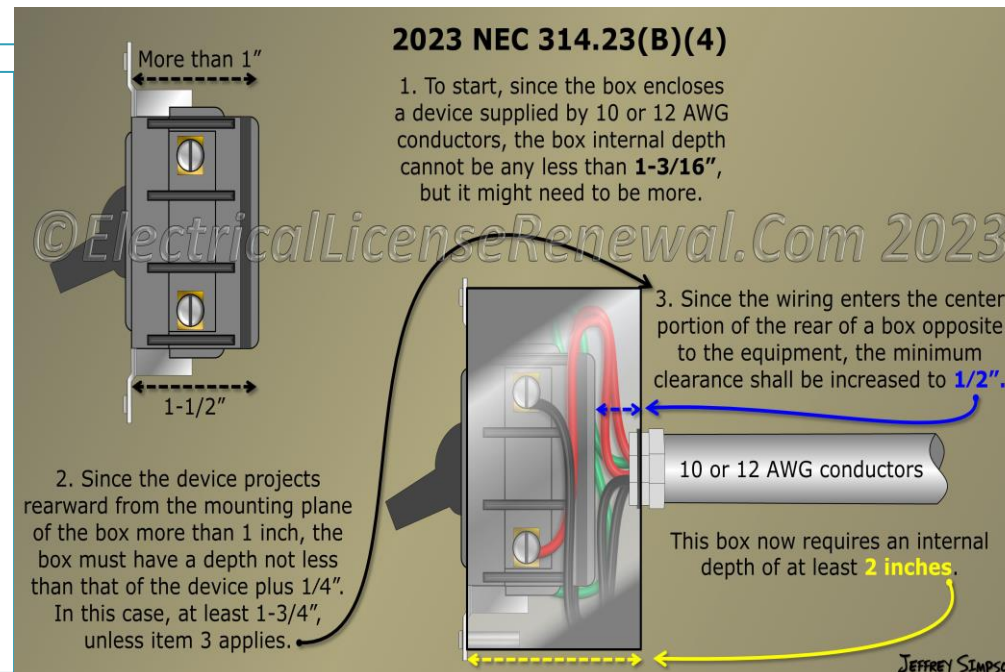 2023 NEC 314.23(B)(4)
More than 1”
1. To start, since the box encloses
a device supplied by 10 or 12 AWG
conductors, the box internal depth
cannot be any less than 1-3/16”,
but it might need to be more.
©ElectricalLicenseRenewal.Com 2023
3. Since the wiring enters the center
portion of the rear of a box opposite
to the equipment, the minimum
clearance shall be increased to 1/2”.
1-1/2”
10 or 12 AWG conductors
2. Since the device projects
rearward from the mounting plane
of the box more than 1 inch, the
box must have a depth not less
than that of the device plus 1/4”.
In this case, at least 1-3/4”,
unless item 3 applies.
This box now requires an internal
depth of at least 2 inches.
JEFFREY SIMPSO